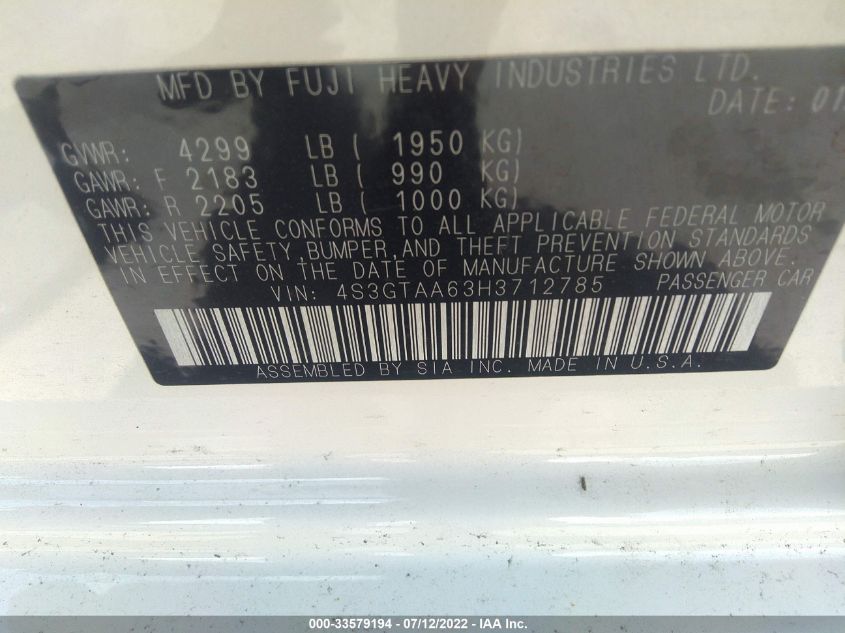 MFD BY FUJI HEAVY INDUSTRIES LTD.
DATE: 01
GVWR: 4299 LB ( 1950 KG)
GAWR: F 2183 LB ( 990 KG)
GAWR: R 2205 LB ( 1000 KG)
THIS VEHICLE CONFORMS TO ALL APPLICABLE FEDERAL MOTOR
VEHICLE SAFETY,BUMPER,AND THEFT PREVENTION STANDARDS
IN EFFECT ON THE DATE OF MANUFACTURE SHOWN ABOVE.
VIN: 4S3GTAA63H3712785 PASSENGER CAR
ASSEMBLED BY SIA INC. MADE IN U.S.A.
000-33579194 - 07/12/2022 - IAA Inc.